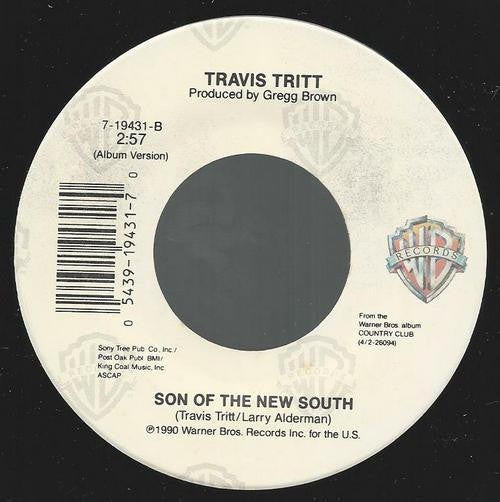 TRAVIS TRITT
Produced by Gregg Brown
7-19431-B
2:57
(Album Version)
0 5439-19431-7 0
WB
RECORDS
From the
Warner Bros. album
COUNTRY CLUB
(4/2-26094)
Sony Tree Pub. Co., Inc./
Post Oak Publ. BMI/
King Coal Music, Inc.
ASCAP
SON OF THE NEW SOUTH
(Travis Tritt/Larry Alderman)
℗1990 Warner Bros. Records Inc. for the U.S.